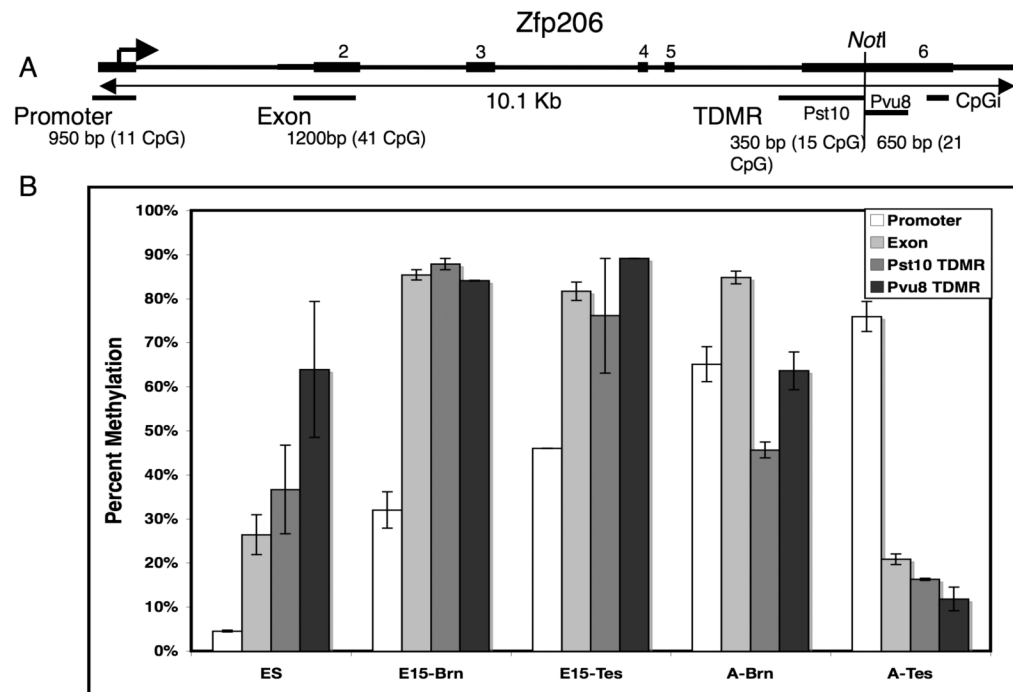 Zfp206
A
2
3
4
5
NotI
6
10.1 Kb
Promoter
950 bp (11 CpG)
Exon
1200bp (41 CpG)
TDMR
Pst10
Pvu8
CpGi
350 bp (15 CpG)
650 bp (21
CpG)
B
Percent Methylation
100%
90%
80%
70%
60%
50%
40%
30%
20%
10%
0%
Promoter
Exon
Pst10 TDMR
Pvu8 TDMR
ES
E15-Brn
E15-Tes
A-Brn
A-Tes